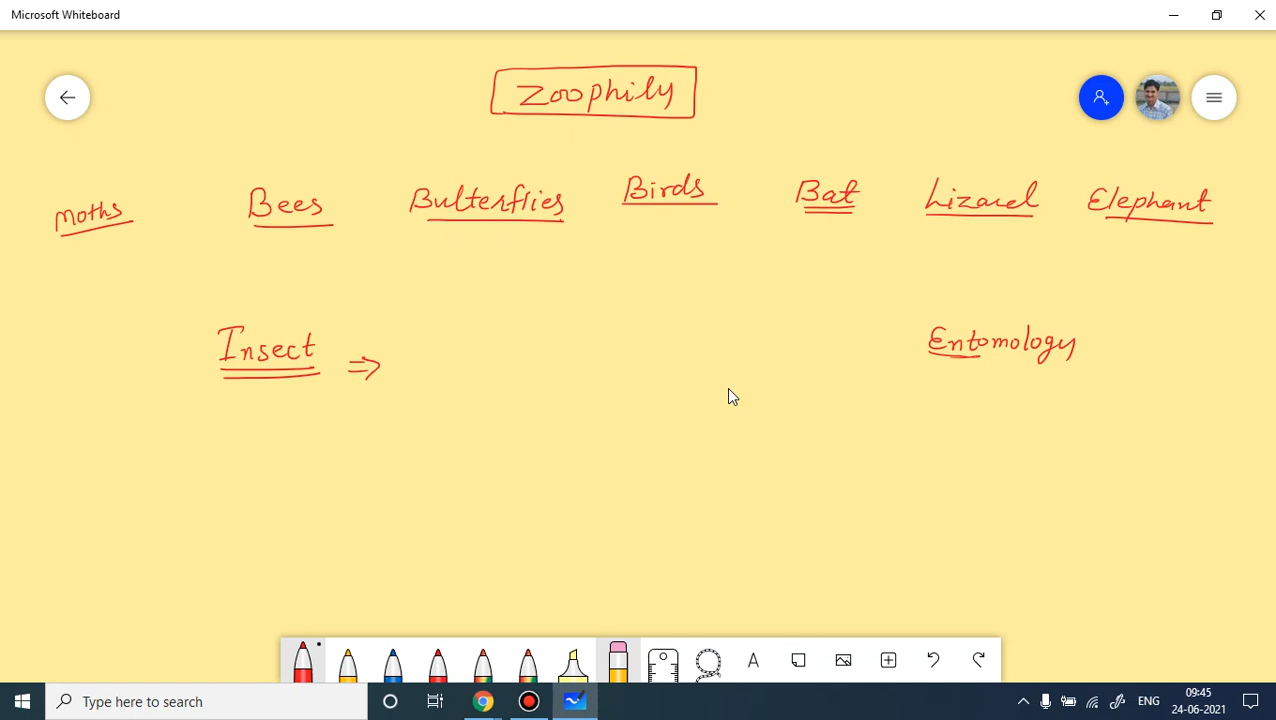 Microsoft Whiteboard
Zoophily
Moths Bees Butterflies Birds Bat Lizard Elephant
Insect ⇒ Entomology
A
Type here to search
ENG 09:45
24-06-2021